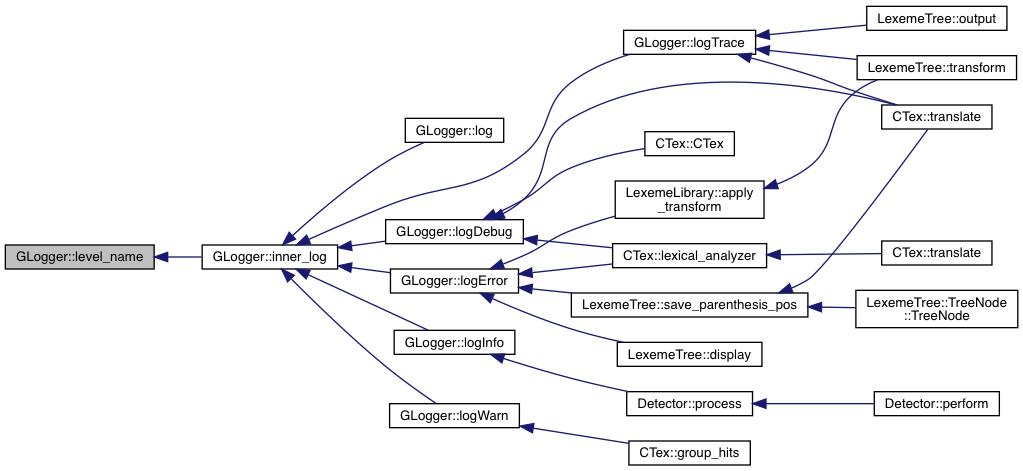 LexemeTree::output
GLogger::logTrace
LexemeTree::transform
CTex::translate
GLogger::log
CTex::CTex
LexemeLibrary::apply
_transform
GLogger::logDebug
GLogger::level_name
GLogger::inner_log
CTex::lexical_analyzer
CTex::translate
GLogger::logError
LexemeTree::save_parenthesis_pos
LexemeTree::TreeNode
::TreeNode
GLogger::logInfo
LexemeTree::display
Detector::process
Detector::perform
GLogger::logWarn
CTex::group_hits